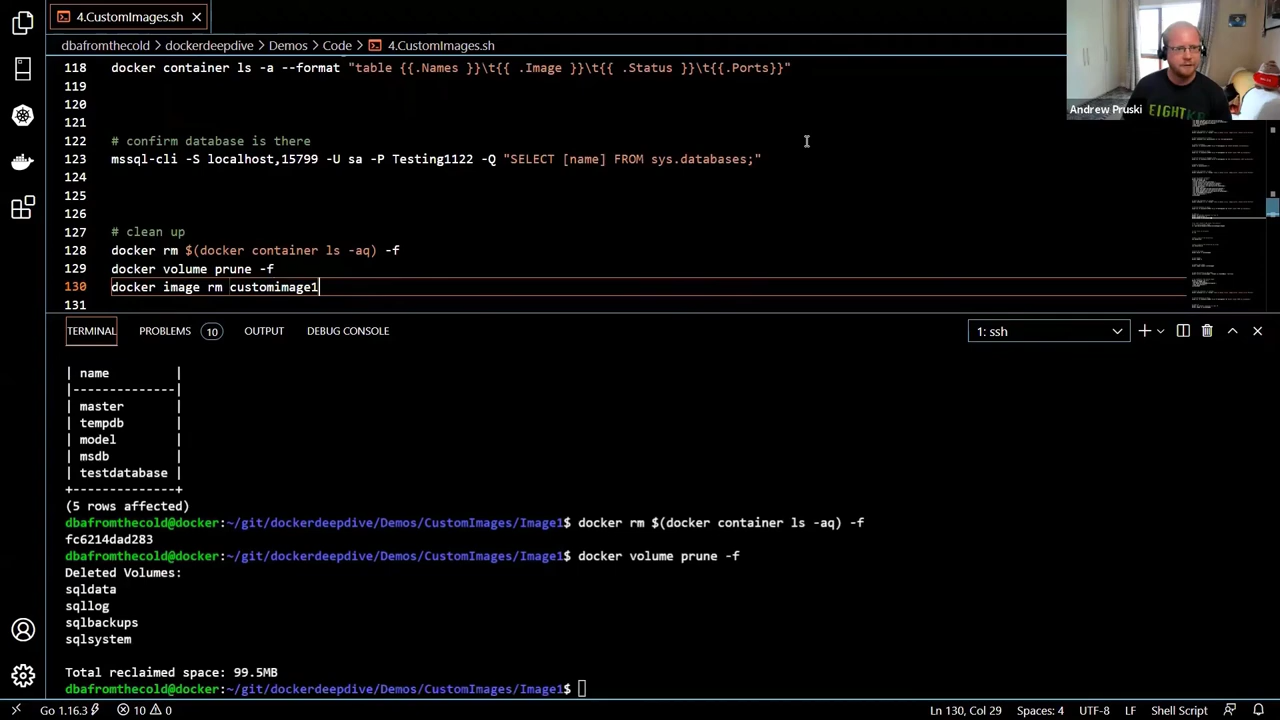 4.CustomImages.sh
dbafromthecold > dockerdeepdive > Demos > Code > 4.CustomImages.sh
118 docker container ls -a --format "table {{.Names }}\t{{ .Image }}\t{{ .Status }}\t{{.Ports}}"
119
120
121
122 # confirm database is there
123 mssql-cli -S localhost,15799 -U sa -P Testing1122 -Q "SELECT [name] FROM sys.databases;"
124
125
126
127 # clean up
128 docker rm $(docker container ls -aq) -f
129 docker volume prune -f
130 docker image rm customimage1
131
Andrew Pruski
EIGHTK
TERMINAL PROBLEMS 10 OUTPUT DEBUG CONSOLE 1: ssh
| name |
|--------------|
| master |
| tempdb |
| model |
| msdb |
| testdatabase |
+--------------+
(5 rows affected)
dbafromthecold@docker:~/git/dockerdeepdive/Demos/CustomImages/Image1$ docker rm $(docker container ls -aq) -f
fc6214dad283
dbafromthecold@docker:~/git/dockerdeepdive/Demos/CustomImages/Image1$ docker volume prune -f
Deleted Volumes:
sqldata
sqllog
sqlbackups
sqlsystem
Total reclaimed space: 99.5MB
dbafromthecold@docker:~/git/dockerdeepdive/Demos/CustomImages/Image1$
Go 1.16.3 10 0 Ln 130, Col 29 Spaces: 4 UTF-8 LF Shell Script